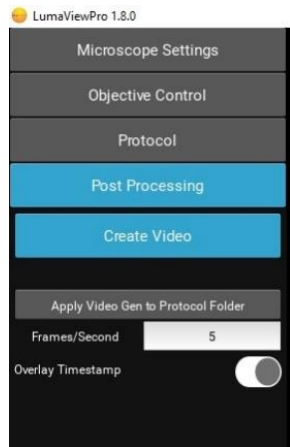 LumaViewPro 1.8.0
Microscope Settings
Objective Control
Protocol
Post Processing
Create Video
Apply Video Gen to Protocol Folder
Frames/Second 5
Overlay Timestamp